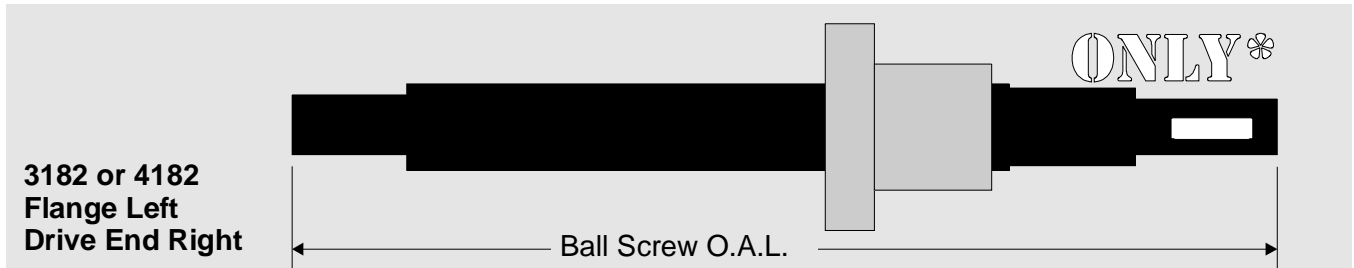 ONLY*
3182 or 4182
Flange Left
Drive End Right
Ball Screw O.A.L.